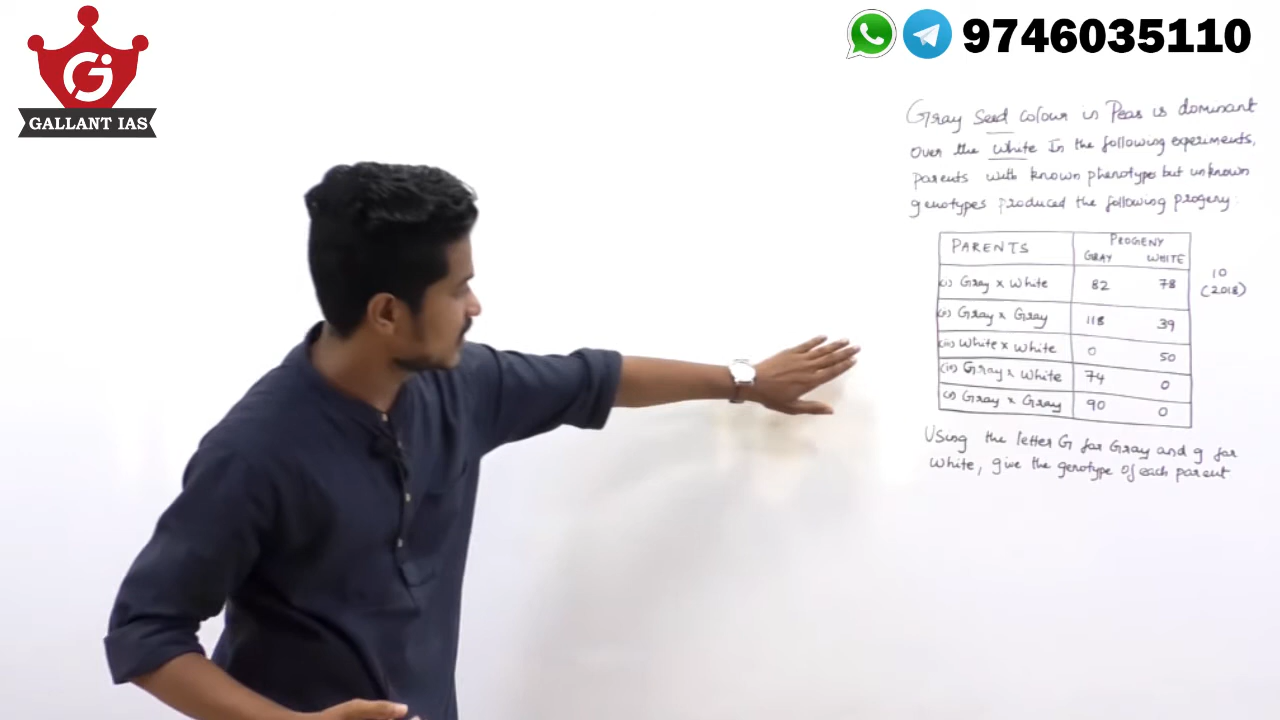 GALLANT IAS
9746035110
Gray Seed colour in Peas is dominant
over the white In the following experiments,
parents with known phenotype but unknown
genotypes produced the following progeny:
PARENTS
PROGENY
GRAY WHITE
(i) Gray x White 82 78
10
(2018)
(ii) Gray x Gray 118 39
(iii) White x White 0 50
(iv) Gray x White 74 0
(v) Gray x Gray 90 0
Using the letter G for Gray and g for
white, give the genotype of each parent